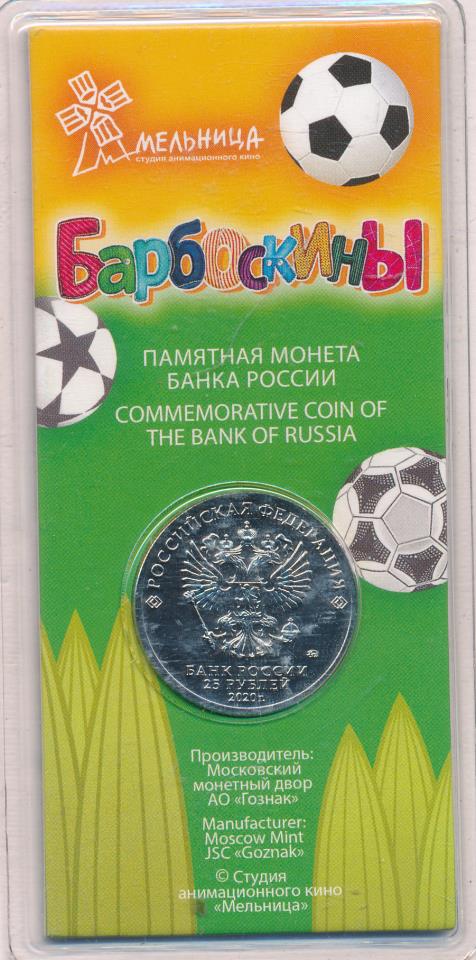 МЕЛЬНИЦА
студия анимационного кино
Барбоскины
ПАМЯТНАЯ МОНЕТА
БАНКА РОССИИ
COMMEMORATIVE COIN OF
THE BANK OF RUSSIA
РОССИЙСКАЯ ФЕДЕРАЦИЯ
БАНК РОССИИ
25 РУБЛЕЙ
2020 г.
Производитель:
Московский
монетный двор
АО «Гознак»
Manufacturer:
Moscow Mint
JSC «Goznak»
© Студия
анимационного кино
«Мельница»